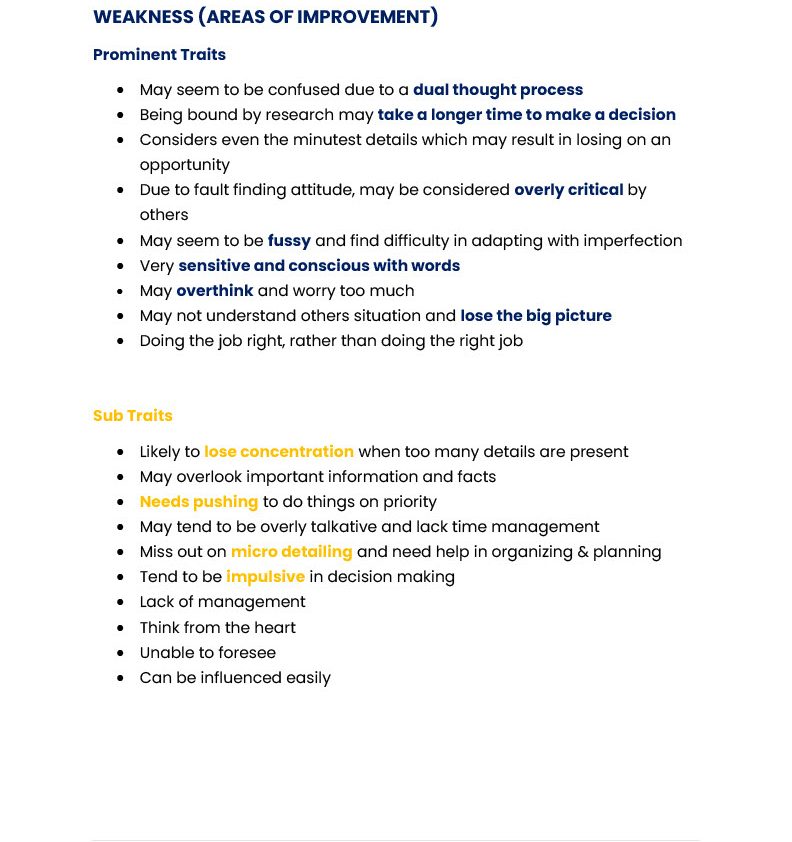 WEAKNESS (AREAS OF IMPROVEMENT)
Prominent Traits
• May seem to be confused due to a dual thought process
• Being bound by research may take a longer time to make a decision
• Considers even the minutest details which may result in losing on an
opportunity
• Due to fault finding attitude, may be considered overly critical by
others
• May seem to be fussy and find difficulty in adapting with imperfection
• Very sensitive and conscious with words
• May overthink and worry too much
• May not understand others situation and lose the big picture
• Doing the job right, rather than doing the right job
Sub Traits
• Likely to lose concentration when too many details are present
• May overlook important information and facts
• Needs pushing to do things on priority
• May tend to be overly talkative and lack time management
• Miss out on micro detailing and need help in organizing & planning
• Tend to be impulsive in decision making
• Lack of management
• Think from the heart
• Unable to foresee
• Can be influenced easily